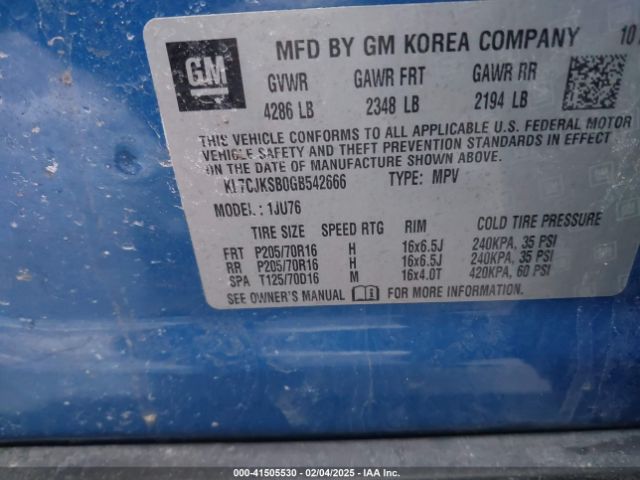 GM
MFD BY GM KOREA COMPANY 10
GVWR GAWR FRT GAWR RR
4286 LB 2348 LB 2194 LB
THIS VEHICLE CONFORMS TO ALL APPLICABLE U.S. FEDERAL MOTOR
VEHICLE SAFETY AND THEFT PREVENTION STANDARDS IN EFFECT
ON THE DATE OF MANUFACTURE SHOWN ABOVE.
KL7CJKSB0GB542666 TYPE: MPV
MODEL: 1JU76
TIRE SIZE SPEED RTG RIM COLD TIRE PRESSURE
FRT P205/70R16 H 16x6.5J 240KPA, 35 PSI
RR P205/70R16 H 16x6.5J 240KPA, 35 PSI
SPA T125/70D16 M 16x4.0T 420KPA, 60 PSI
SEE OWNER'S MANUAL FOR MORE INFORMATION.
000-41505530 - 02/04/2025 - IAAI.COM